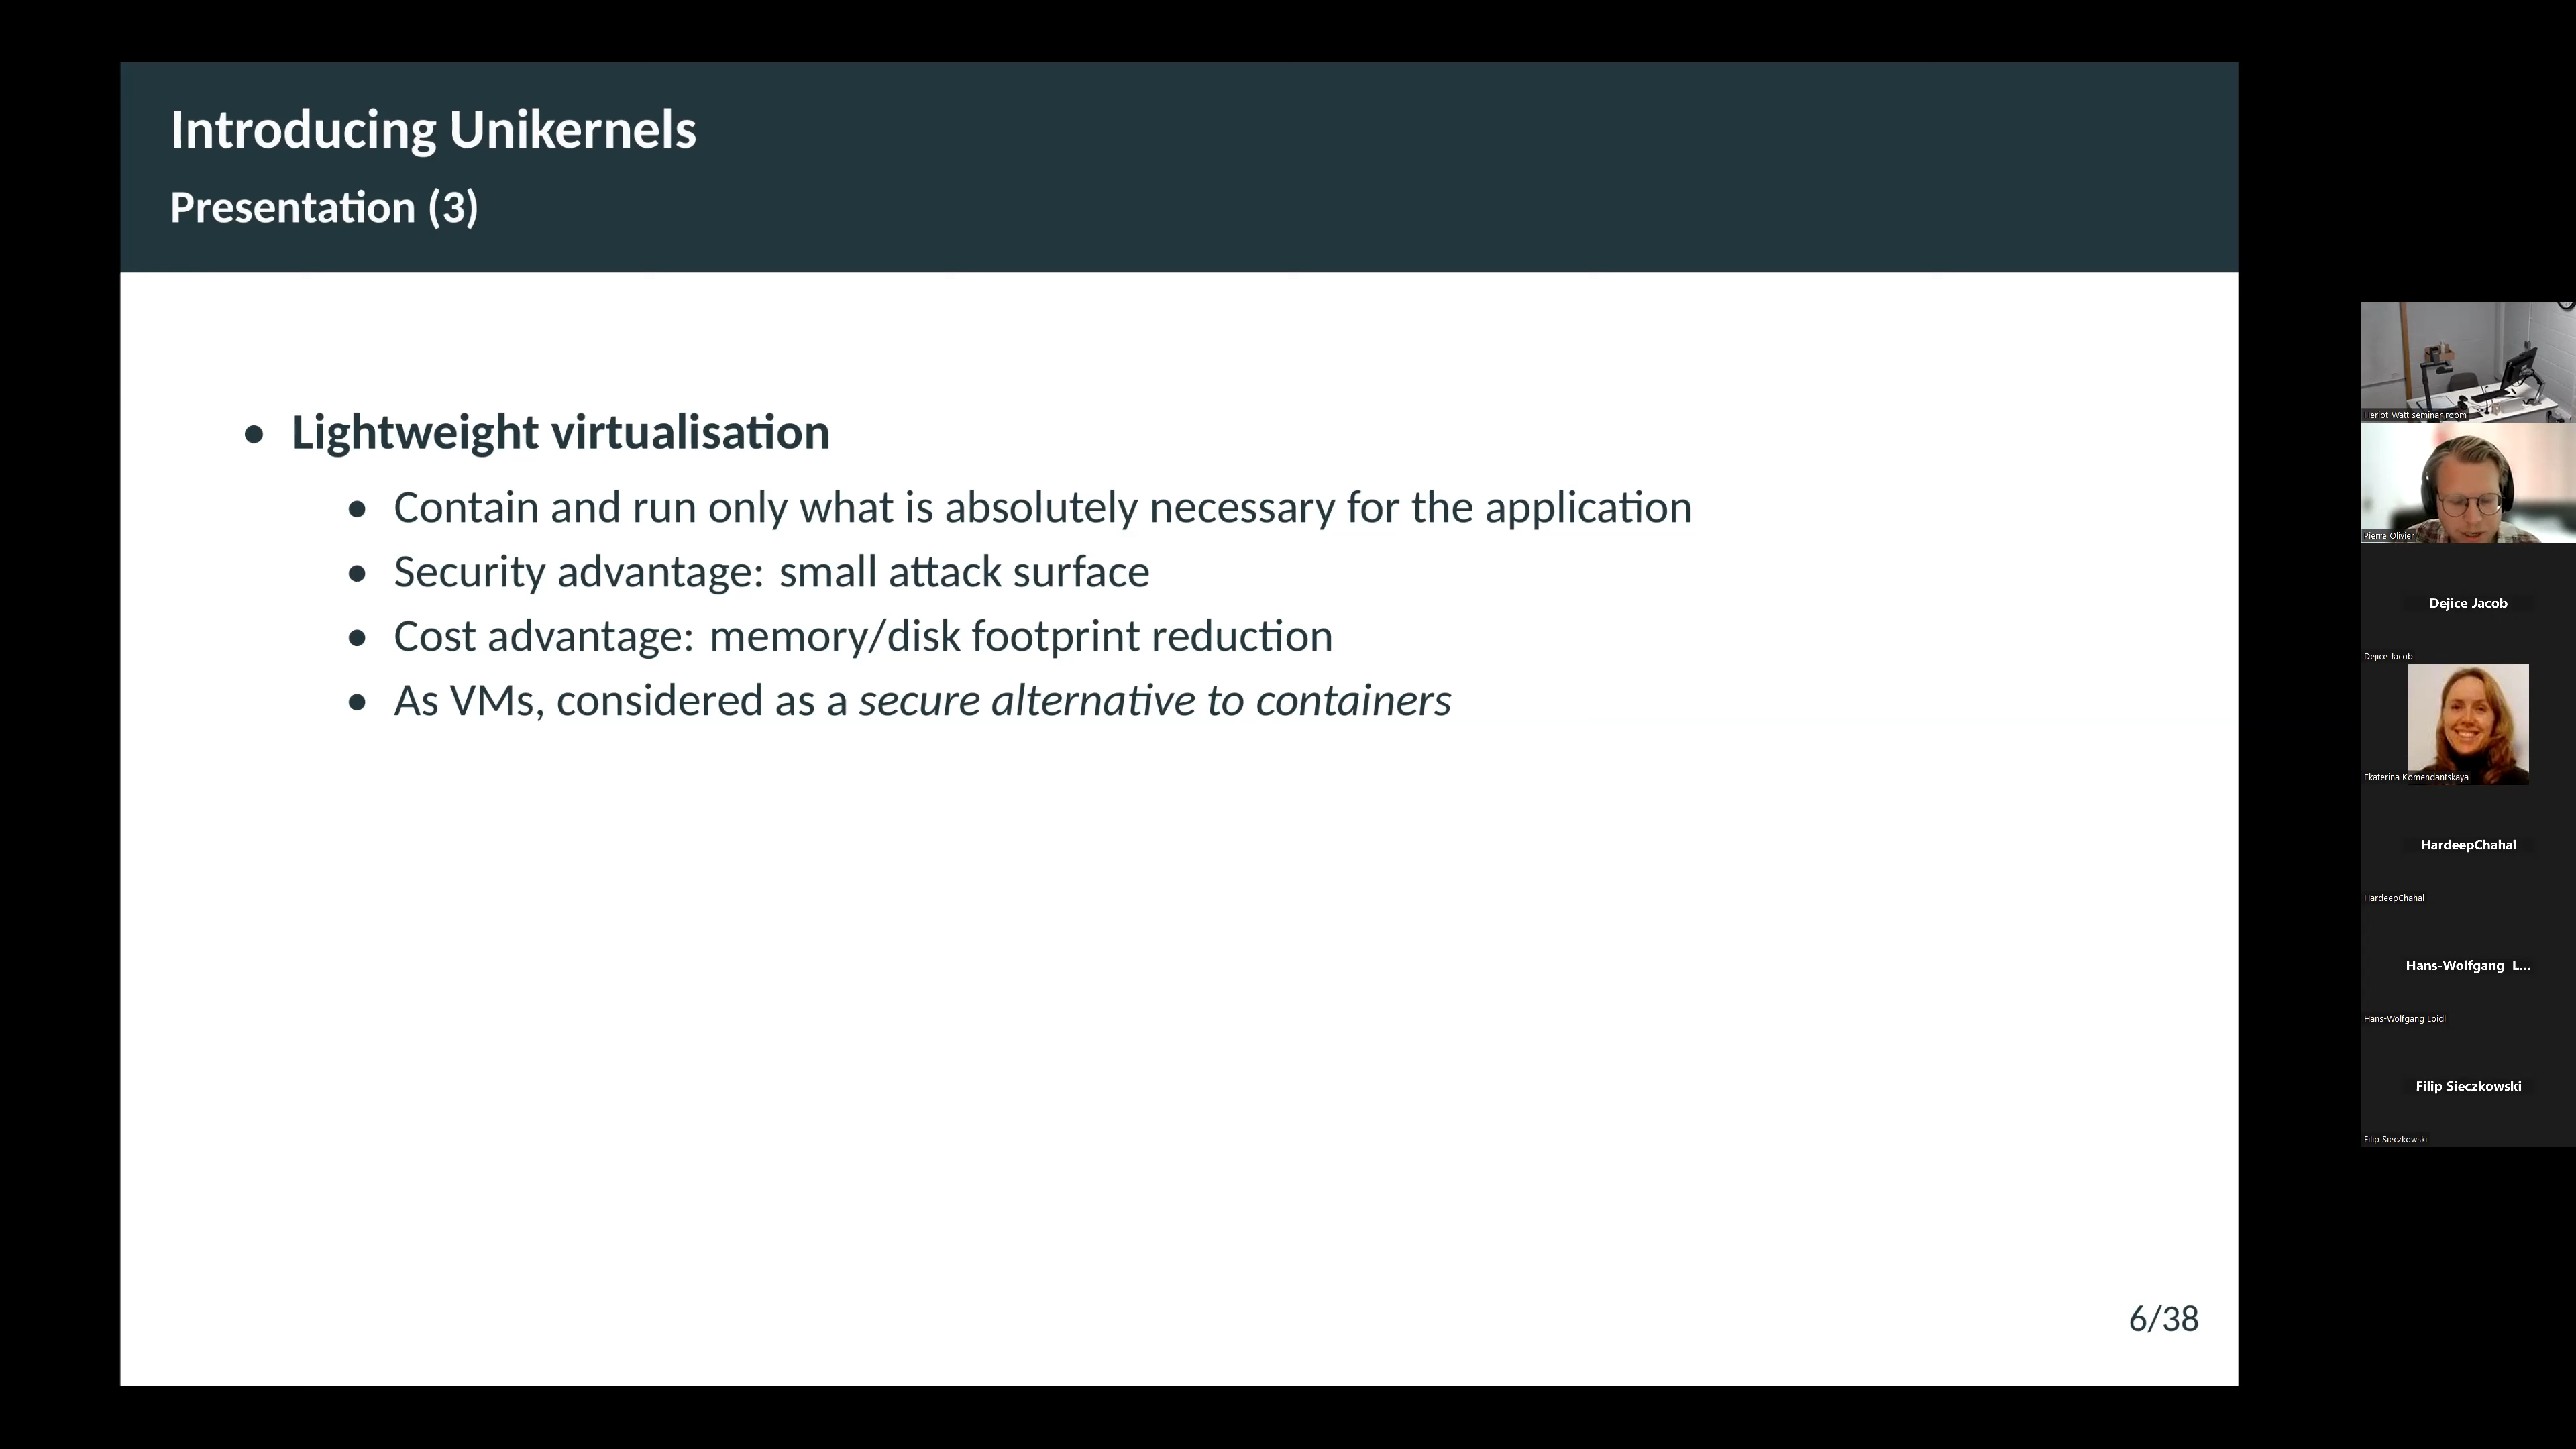 Introducing Unikernels
Presentation (3)
• Lightweight virtualisation
• Contain and run only what is absolutely necessary for the application
• Security advantage: small attack surface
• Cost advantage: memory/disk footprint reduction
• As VMs, considered as a secure alternative to containers
6/38
Heriot-Watt seminar room
Pierre Olivier
Dejice Jacob
Dejice Jacob
Ekaterina Komendantskaya
HardeepChahal
HardeepChahal
Hans-Wolfgang L...
Hans-Wolfgang Loidl
Filip Sieczkowski
Filip Sieczkowski